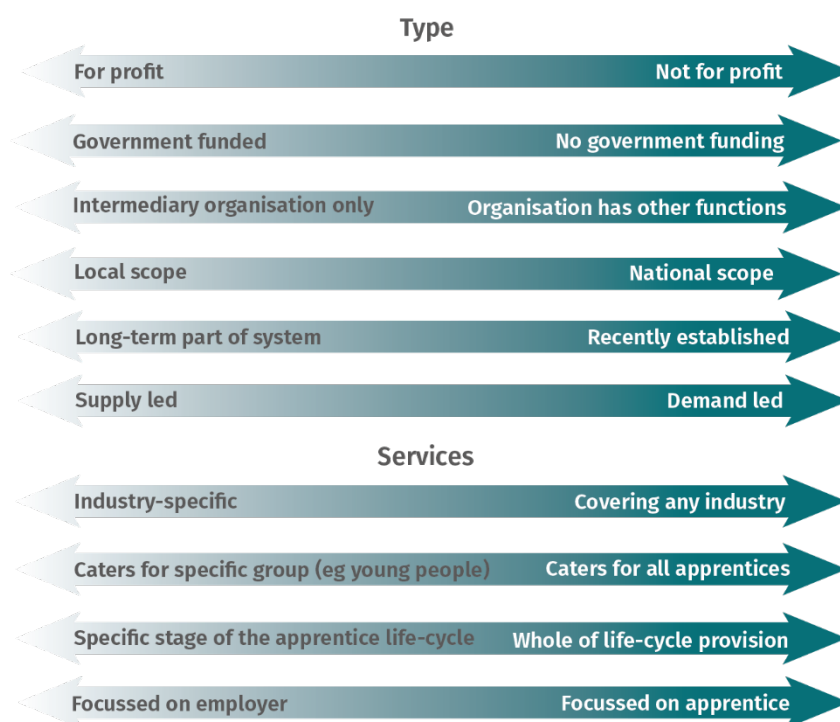 Type
For profit Not for profit
Government funded No government funding
Intermediary organisation only Organisation has other functions
Local scope National scope
Long-term part of system Recently established
Supply led Demand led
Services
Industry-specific Covering any industry
Caters for specific group (eg young people) Caters for all apprentices
Specific stage of the apprentice life-cycle Whole of life-cycle provision
Focussed on employer Focussed on apprentice